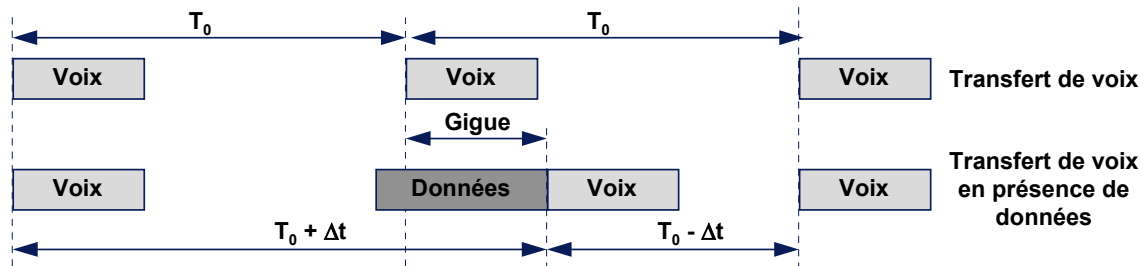 T₀ T₀
Voix Voix Voix Transfert de voix
Gigue
Voix Données Voix Voix Transfert de voix
en présence de
données
T₀ + Δt T₀ - Δt